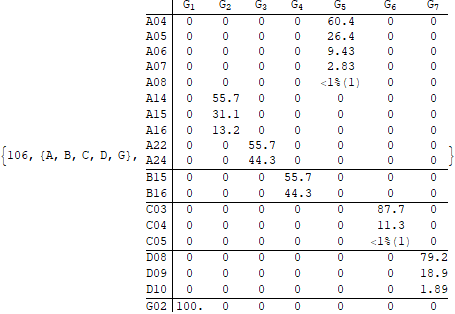 G1 G2 G3 G4 G5 G6 G7
A04 0 0 0 0 60.4 0 0
A05 0 0 0 0 26.4 0 0
A06 0 0 0 0 9.43 0 0
A07 0 0 0 0 2.83 0 0
A08 0 0 0 0 <1%(1) 0 0
A14 0 55.7 0 0 0 0 0
A15 0 31.1 0 0 0 0 0
A16 0 13.2 0 0 0 0 0
{106, {A, B, C, D, G}, A22 0 0 55.7 0 0 0 0 }
A24 0 0 44.3 0 0 0 0
B15 0 0 0 55.7 0 0 0
B16 0 0 0 44.3 0 0 0
C03 0 0 0 0 0 87.7 0
C04 0 0 0 0 0 11.3 0
C05 0 0 0 0 0 <1%(1) 0
D08 0 0 0 0 0 0 79.2
D09 0 0 0 0 0 0 18.9
D10 0 0 0 0 0 0 1.89
G02 100. 0 0 0 0 0 0